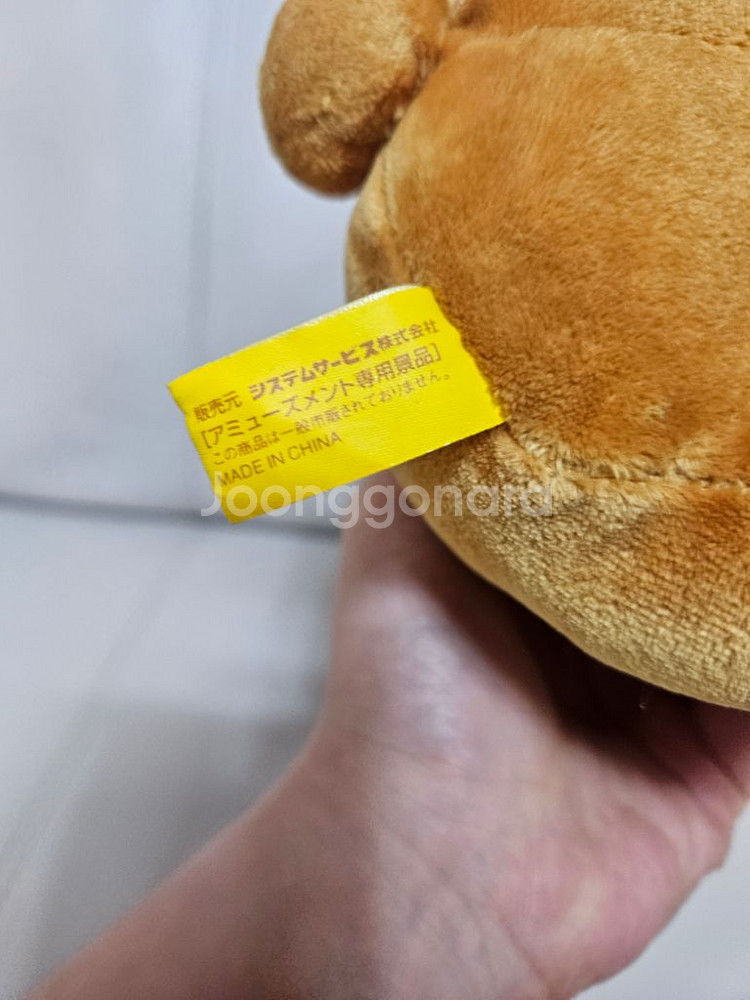 販売元 システムサービス株式会社
[アミューズメント専用景品]
この商品は一般市販されておりません。
MADE IN CHINA
Joonggonara